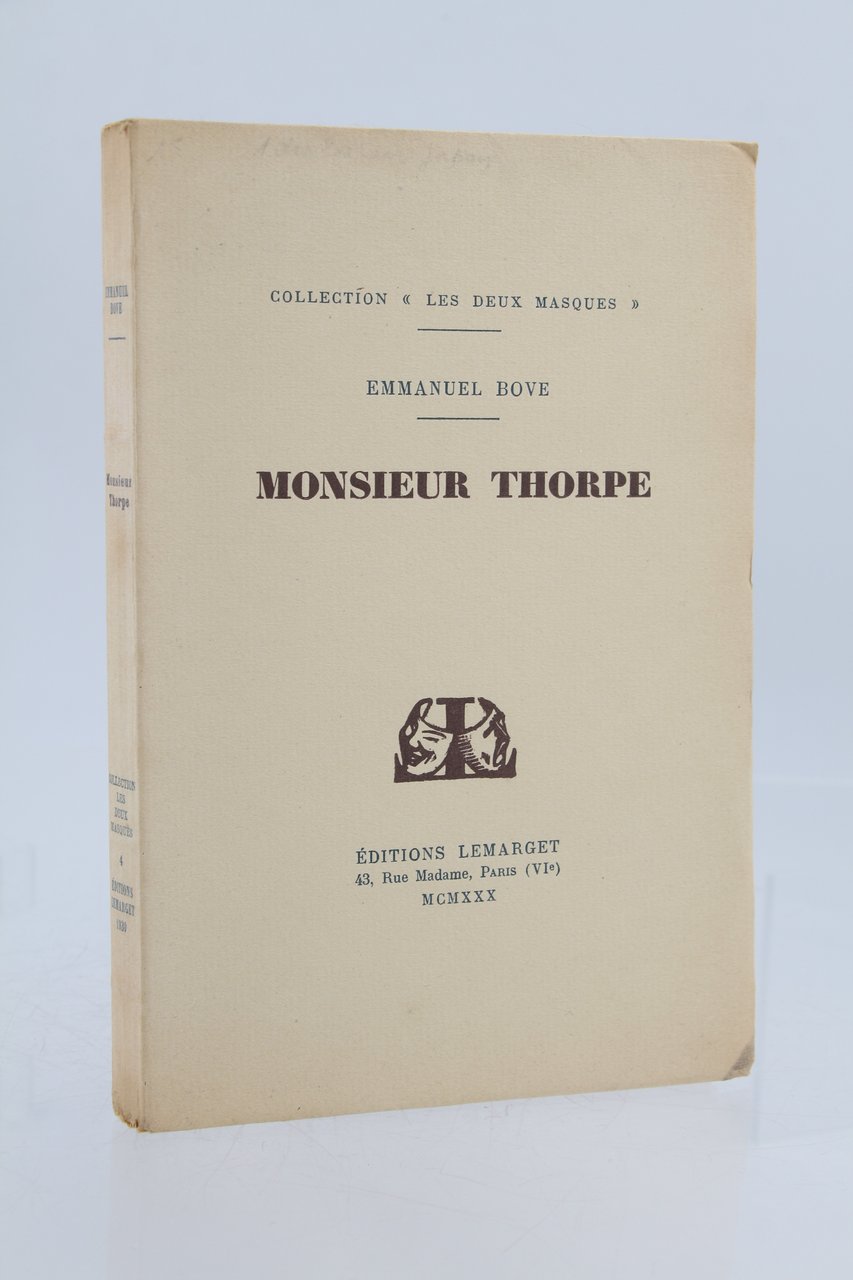 COLLECTION « LES DEUX MASQUES »
EMMANUEL BOVE
MONSIEUR THORPE
ÉDITIONS LEMARGET
43, Rue Madame, PARIS (VIe)
MCMXXX
EMMANUEL
BOVE
Monsieur
Thorpe
COLLECTION
LES
DEUX
MASQUES
4
ÉDITIONS
LEMARGET
1930